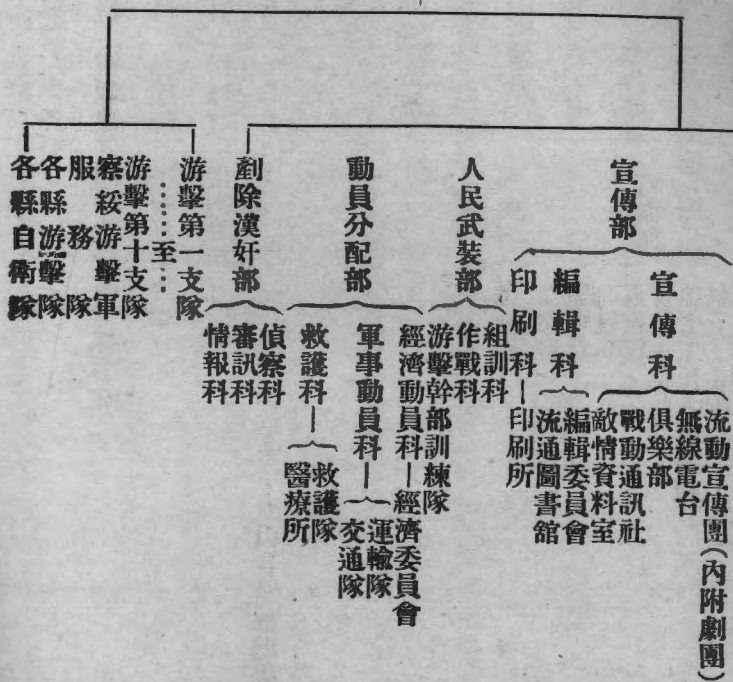 宣傳部
宣傳科
流動宣傳團(內附劇團)
無線電台
俱樂部
戰動通訊社
敵情資料室
編輯科
編輯委員會
流通圖書舘
印刷科
印刷所
人民武裝部
組訓科
作戰科
游擊幹部訓練隊
動員分配部
經濟動員科
經濟委員會
軍事動員科
運輸隊
交通隊
救護科
救護隊
醫療所
剷除漢奸部
偵察科
審訊科
情報科
游擊第一支隊
……至……
游擊第十支隊
察綏游擊軍
服務隊
各縣游擊隊
各縣自衛隊